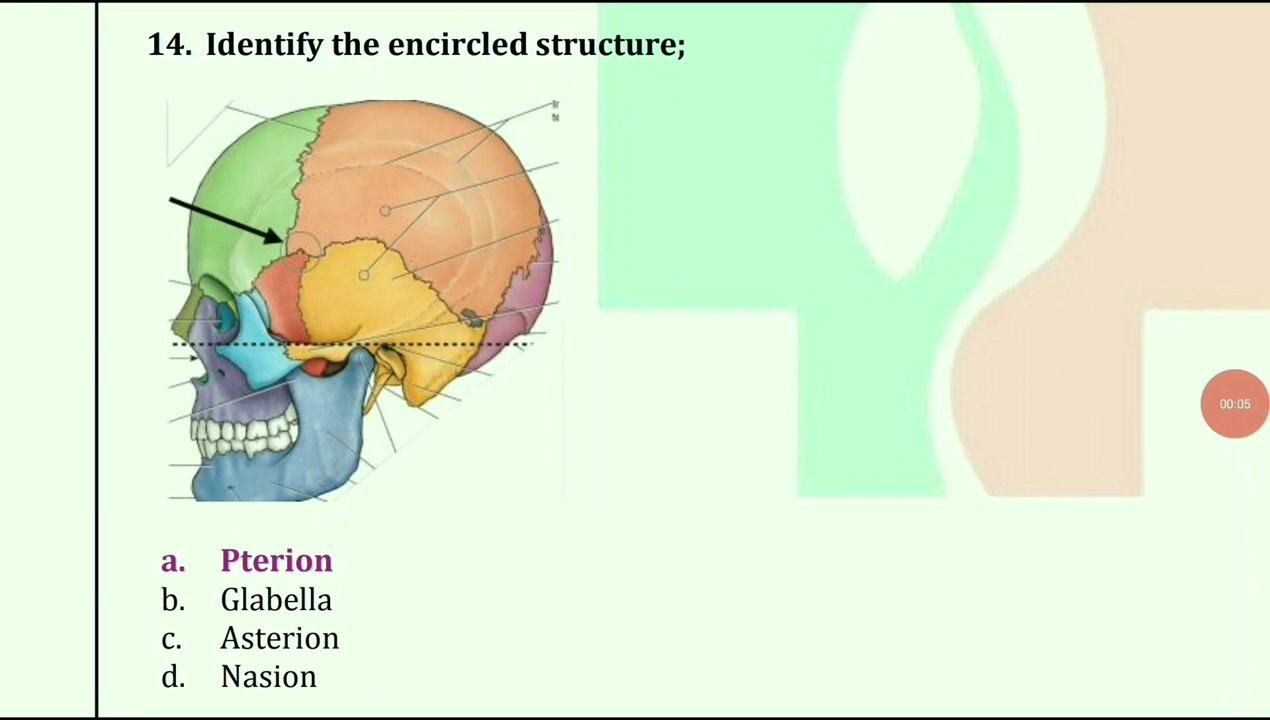 14. Identify the encircled structure;
00:05
a. Pterion
b. Glabella
c. Asterion
d. Nasion